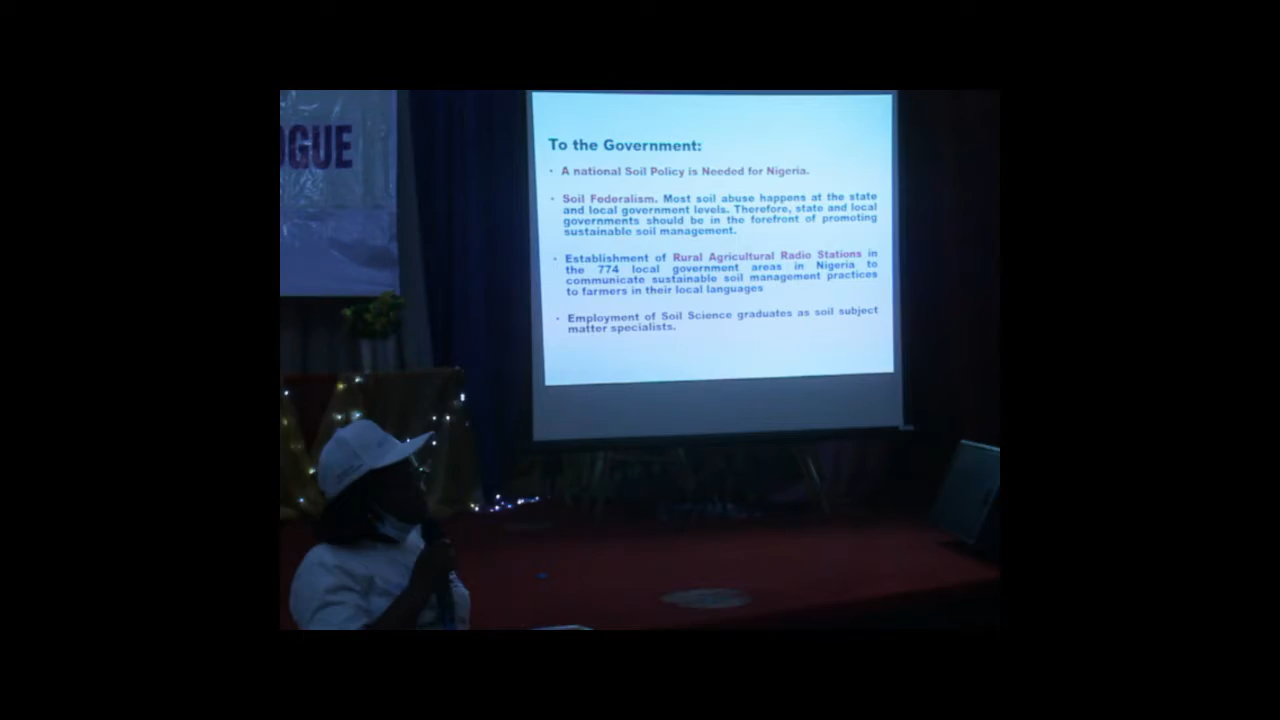 OGUE
To the Government:
• A national Soil Policy is Needed for Nigeria.
• Soil Federalism. Most soil abuse happens at the state
and local government levels. Therefore, state and local
governments should be in the forefront of promoting
sustainable soil management.
• Establishment of Rural Agricultural Radio Stations in
the 774 local government areas in Nigeria to
communicate sustainable soil management practices
to farmers in their local languages
• Employment of Soil Science graduates as soil subject
matter specialists.